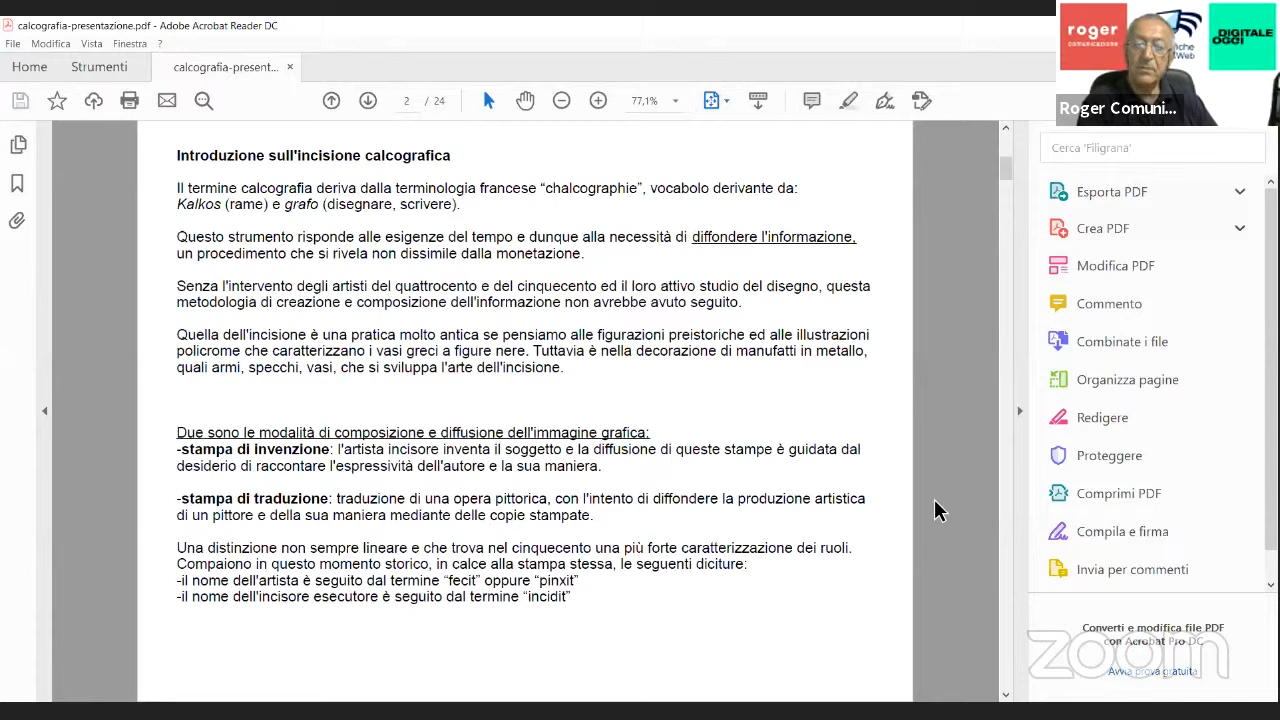 calcografia-presentazione.pdf - Adobe Acrobat Reader DC
File Modifica Vista Finestra ?
Home Strumenti calcografia-present... ×
2 / 24 77,1%
roger
comunicazione
iche
Web
DIGITALE
OGGI
Roger Comuni...
Introduzione sull'incisione calcografica
Il termine calcografia deriva dalla terminologia francese “chalcographie”, vocabolo derivante da:
Kalkos (rame) e grafo (disegnare, scrivere).
Questo strumento risponde alle esigenze del tempo e dunque alla necessità di diffondere l'informazione,
un procedimento che si rivela non dissimile dalla monetazione.
Senza l'intervento degli artisti del quattrocento e del cinquecento ed il loro attivo studio del disegno, questa
metodologia di creazione e composizione dell'informazione non avrebbe avuto seguito.
Quella dell'incisione è una pratica molto antica se pensiamo alle figurazioni preistoriche ed alle illustrazioni
policrome che caratterizzano i vasi greci a figure nere. Tuttavia è nella decorazione di manufatti in metallo,
quali armi, specchi, vasi, che si sviluppa l'arte dell'incisione.
Due sono le modalità di composizione e diffusione dell'immagine grafica:
-stampa di invenzione: l'artista incisore inventa il soggetto e la diffusione di queste stampe è guidata dal
desiderio di raccontare l'espressività dell'autore e la sua maniera.
-stampa di traduzione: traduzione di una opera pittorica, con l'intento di diffondere la produzione artistica
di un pittore e della sua maniera mediante delle copie stampate.
Una distinzione non sempre lineare e che trova nel cinquecento una più forte caratterizzazione dei ruoli.
Compaiono in questo momento storico, in calce alla stampa stessa, le seguenti diciture:
-il nome dell'artista è seguito dal termine “fecit” oppure “pinxit”
-il nome dell'incisore esecutore è seguito dal termine “incidit”
Cerca 'Filigrana'
Esporta PDF
Crea PDF
Modifica PDF
Commento
Combinate i file
Organizza pagine
Redigere
Proteggere
Comprimi PDF
Compila e firma
Invia per commenti
Converti e modifica file PDF
con Acrobat Pro DC
Avvia prova gratuita
zoom